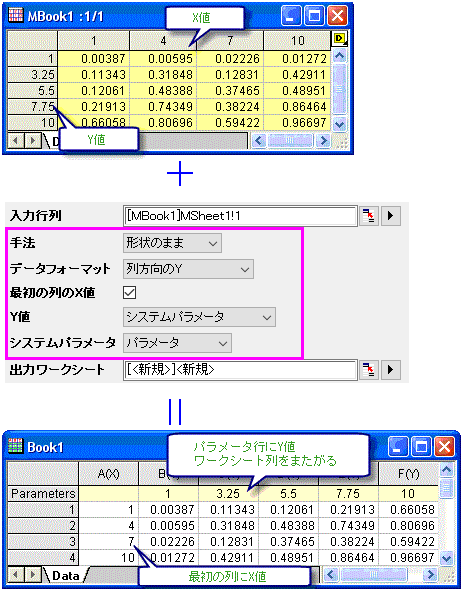 MBook1 :1/1
X値
1 4 7 10
1 0.00387 0.00595 0.02226 0.01272
3.25 0.11343 0.31848 0.12831 0.42911
5.5 0.12061 0.48388 0.37465 0.48951
7.75 0.21913 0.74349 0.38224 0.86464
10 0.66058 0.80696 0.59422 0.96697
Y値
入力行列 [MBook1]MSheet1!1
手法 形状のまま
データフォーマット 列方向のY
最初の列のX値
Y値 システムパラメータ
システムパラメータ パラメータ
出力ワークシート [<新規>]<新規>
Book1
パラメータ行にY値
ワークシート列をまたがる
A(X) F(Y)
Parameters 1 3.25 5.5 7.75 10
1 1 0.00387 0.11343 0.12061 0.21913 0.66058
2 4 0.00595 0.31848 0.48388 0.74349 0.80696
3 7 0.02226 0.12831 0.37465 0.38224 0.59422
4 10 0.01272 0.42911 0.48951 0.86464 0.96697
Data
最初の列にX値